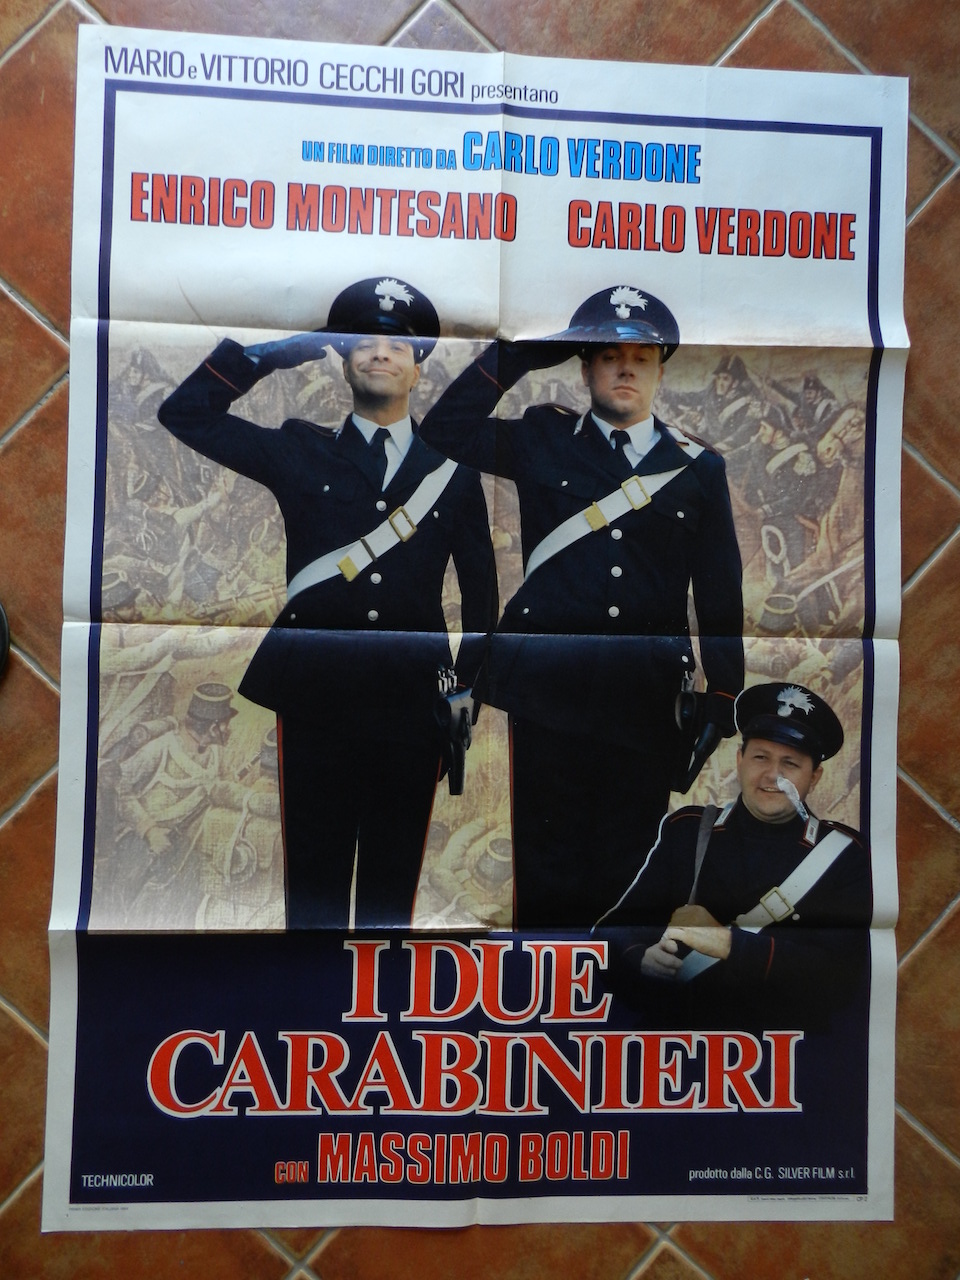 MARIO e VITTORIO CECCHI GORI presentano
UN FILM DIRETTO DA CARLO VERDONE
ENRICO MONTESANO CARLO VERDONE
I DUE
CARABINIERI
CON MASSIMO BOLDI
TECHNICOLOR
prodotto dalla C.G. SILVER FILM s.r.l.